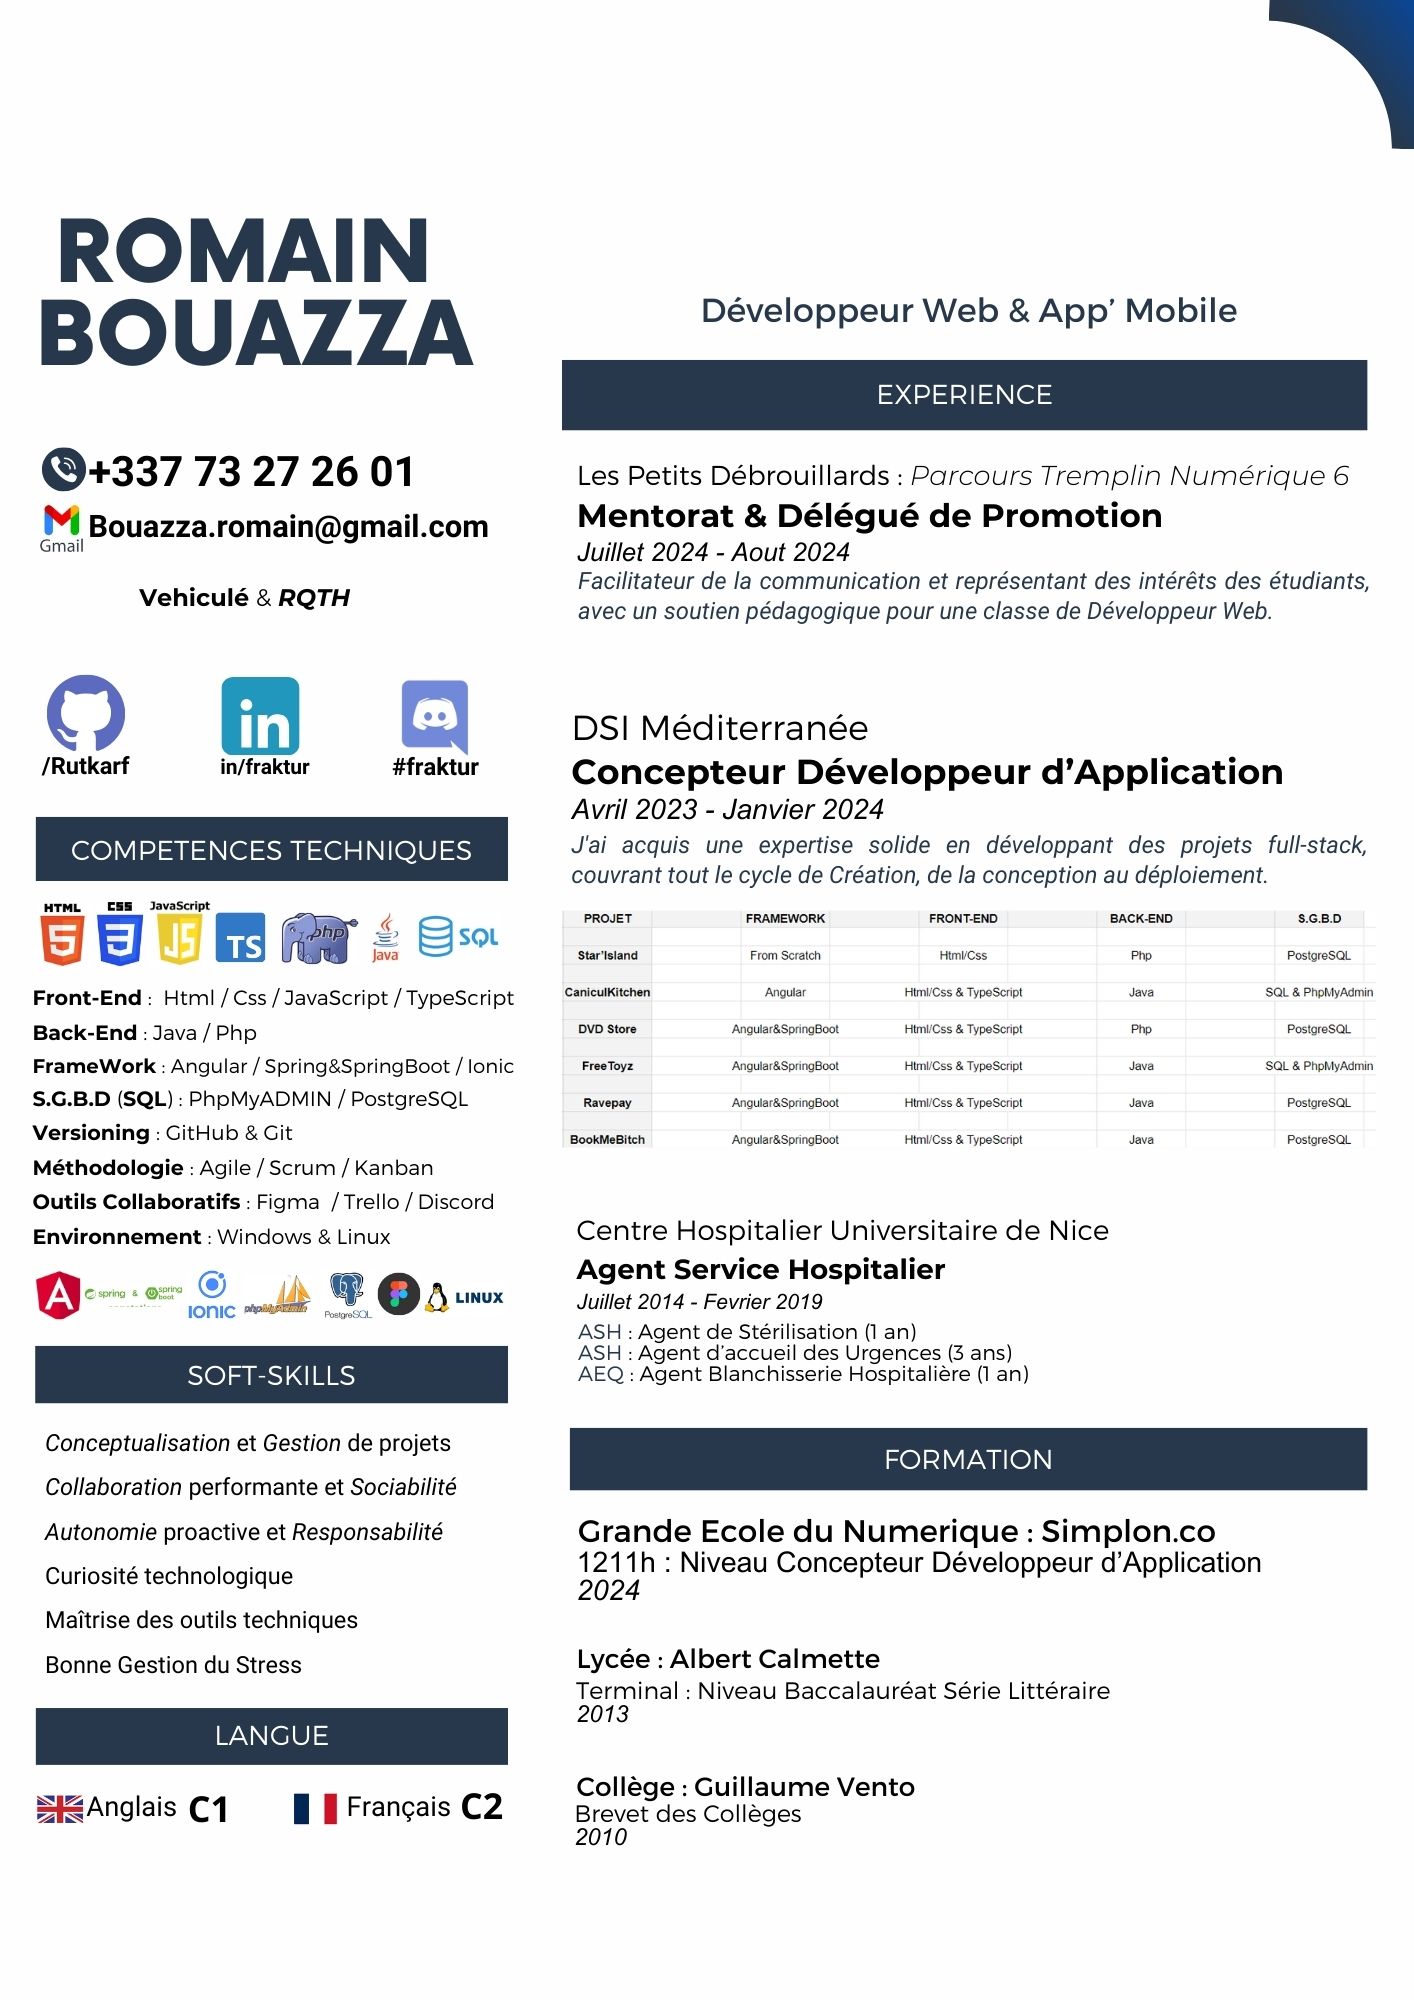 ROMAIN
BOUAZZA
+337 73 27 26 01
Gmail
Bouazza.romain@gmail.com
Vehiculé & RQTH
/Rutkarf
in/fraktur
#fraktur
COMPETENCES TECHNIQUES
HTML CSS JavaScript
5 3 JS TS php Java SQL
Front-End : Html / Css / JavaScript / TypeScript
Back-End : Java / Php
FrameWork : Angular / Spring&SpringBoot / Ionic
S.G.B.D (SQL) : PhpMyADMIN / PostgreSQL
Versioning : GitHub & Git
Méthodologie : Agile / Scrum / Kanban
Outils Collaboratifs : Figma / Trello / Discord
Environnement : Windows & Linux
A spring & spring boot IONIC phpMyAdmin PostgreSQL LINUX
SOFT-SKILLS
Conceptualisation et Gestion de projets
Collaboration performante et Sociabilité
Autonomie proactive et Responsabilité
Curiosité technologique
Maîtrise des outils techniques
Bonne Gestion du Stress
LANGUE
Anglais C1 Français C2
Développeur Web & App’ Mobile
EXPERIENCE
Les Petits Débrouillards : Parcours Tremplin Numérique 6
Mentorat & Délégué de Promotion
Juillet 2024 - Aout 2024
Facilitateur de la communication et représentant des intérêts des étudiants,
avec un soutien pédagogique pour une classe de Développeur Web.
DSI Méditerranée
Concepteur Développeur d’Application
Avril 2023 - Janvier 2024
J'ai acquis une expertise solide en développant des projets full-stack,
couvrant tout le cycle de Création, de la conception au déploiement.
PROJET FRAMEWORK FRONT-END BACK-END S.G.B.D
Star'Island From Scratch Html/Css Php PostgreSQL
CaniculKitchen Angular Html/Css & TypeScript Java SQL & PhpMyAdmin
DVD Store Angular&SpringBoot Html/Css & TypeScript Php PostgreSQL
FreeToyz Angular&SpringBoot Html/Css & TypeScript Java SQL & PhpMyAdmin
Ravepay Angular&SpringBoot Html/Css & TypeScript Java PostgreSQL
BookMeBitch Angular&SpringBoot Html/Css & TypeScript Java PostgreSQL
Centre Hospitalier Universitaire de Nice
Agent Service Hospitalier
Juillet 2014 - Fevrier 2019
ASH : Agent de Stérilisation (1 an)
ASH : Agent d’accueil des Urgences (3 ans)
AEQ : Agent Blanchisserie Hospitalière (1 an)
FORMATION
Grande Ecole du Numerique : Simplon.co
1211h : Niveau Concepteur Développeur d’Application
2024
Lycée : Albert Calmette
Terminal : Niveau Baccalauréat Série Littéraire
2013
Collège : Guillaume Vento
Brevet des Collèges
2010